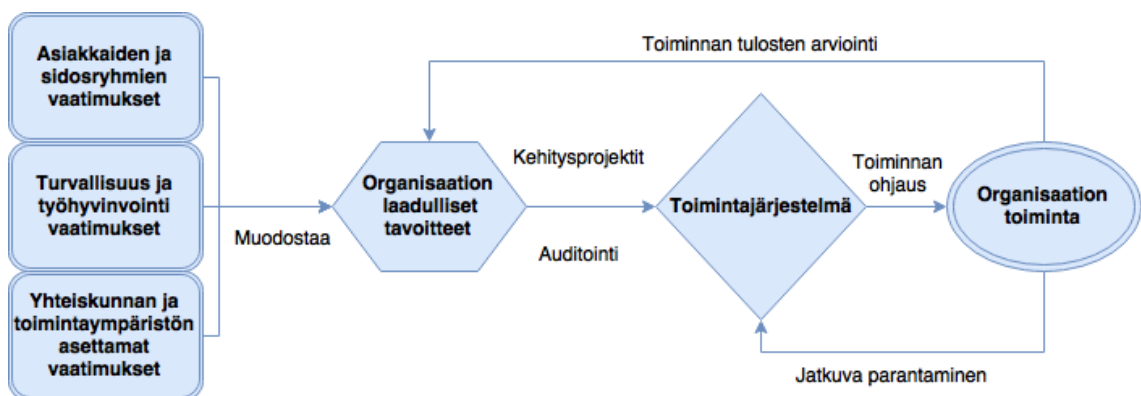 Asiakkaiden ja
sidosryhmien
vaatimukset
Turvallisuus ja
työhyvinvointi
vaatimukset
Yhteiskunnan ja
toimintaympäristön
asettamat
vaatimukset
Muodostaa
Organisaation
laadulliset
tavoitteet
Kehitysprojektit
Auditointi
Toimintajärjestelmä
Toiminnan
ohjaus
Organisaation
toiminta
Toiminnan tulosten arviointi
Jatkuva parantaminen